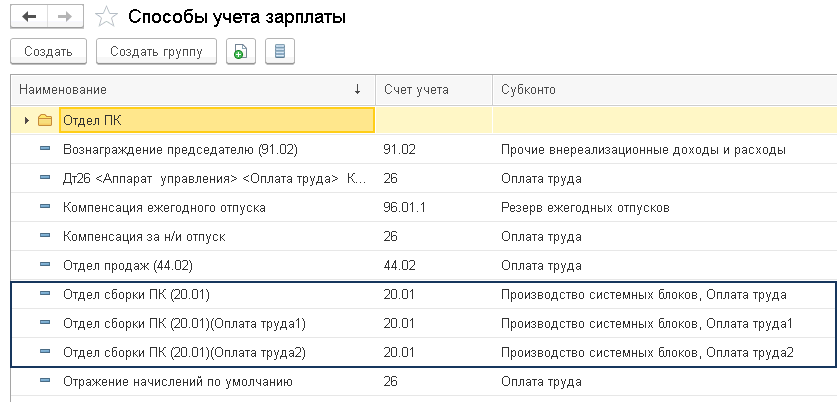 Способы учета зарплаты
Создать Создать группу
Наименование ↓ Счет учета Субконто
Отдел ПК
Вознаграждение председателю (91.02) 91.02 Прочие внереализационные доходы и расходы
Дт26 <Аппарат управления> <Оплата труда> К... 26 Оплата труда
Компенсация ежегодного отпуска 96.01.1 Резерв ежегодных отпусков
Компенсация за н/и отпуск 26 Оплата труда
Отдел продаж (44.02) 44.02 Оплата труда
Отдел сборки ПК (20.01) 20.01 Производство системных блоков, Оплата труда
Отдел сборки ПК (20.01)(Оплата труда1) 20.01 Производство системных блоков, Оплата труда1
Отдел сборки ПК (20.01)(Оплата труда2) 20.01 Производство системных блоков, Оплата труда2
Отражение начислений по умолчанию 26 Оплата труда